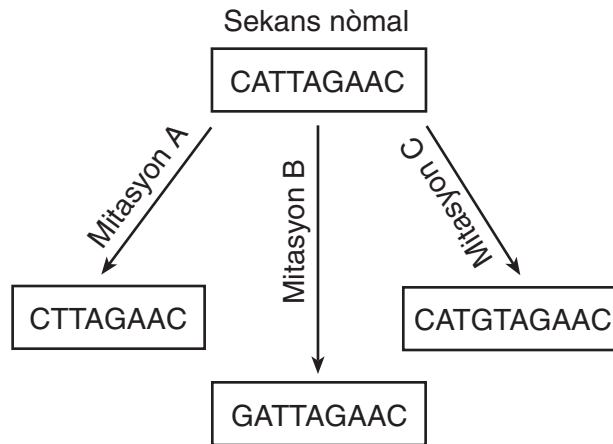 Sekans nòmal
CATTAGAAC
Mitasyon A
Mitasyon B
Mitasyon C
CTTAGAAC
CATGTAGAAC
GATTAGAAC